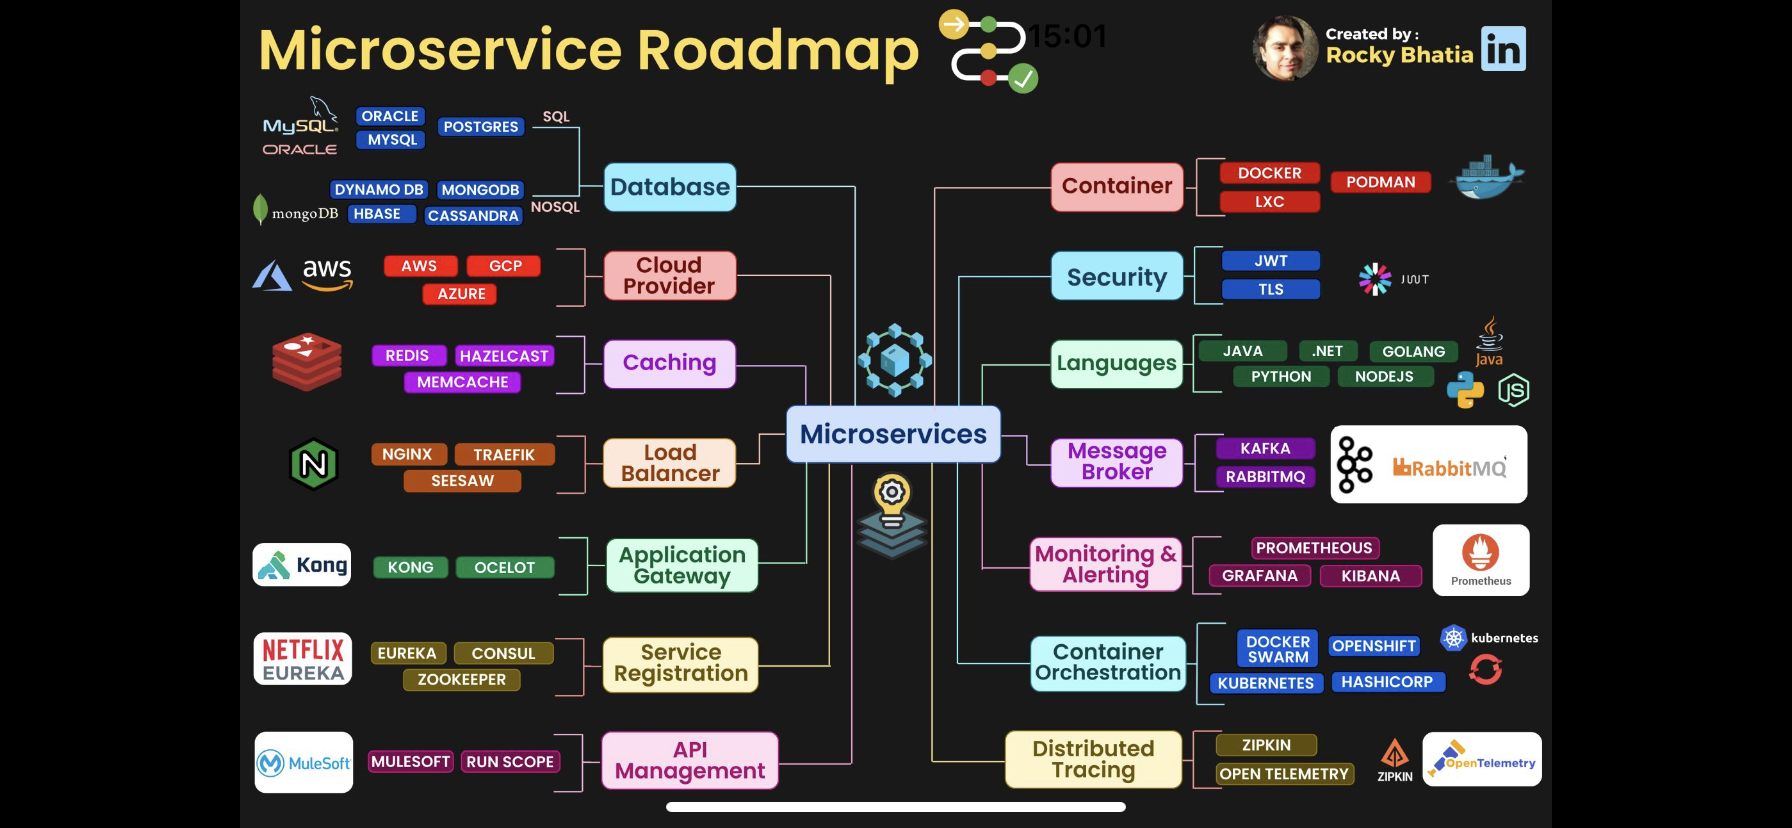 Microservice Roadmap
15:01
Created by :
Rocky Bhatia
in
MySQL
ORACLE
ORACLE
MYSQL
POSTGRES
SQL
DYNAMO DB
MONGODB
HBASE
CASSANDRA
NOSQL
mongoDB
Database
aws
AWS
GCP
AZURE
Cloud
Provider
REDIS
HAZELCAST
MEMCACHE
Caching
N
NGINX
TRAEFIK
SEESAW
Load
Balancer
Kong
KONG
OCELOT
Application
Gateway
NETFLIX
EUREKA
EUREKA
CONSUL
ZOOKEEPER
Service
Registration
MuleSoft
MULESOFT
RUN SCOPE
API
Management
Microservices
Container
DOCKER
LXC
PODMAN
Security
JWT
TLS
JWT
Languages
JAVA
.NET
GOLANG
PYTHON
NODEJS
Java
JS
Message
Broker
KAFKA
RABBITMQ
RabbitMQ
Monitoring &
Alerting
PROMETHEOUS
GRAFANA
KIBANA
Prometheus
Container
Orchestration
DOCKER
SWARM
OPENSHIFT
KUBERNETES
HASHICORP
kubernetes
Distributed
Tracing
ZIPKIN
OPEN TELEMETRY
ZIPKIN
OpenTelemetry